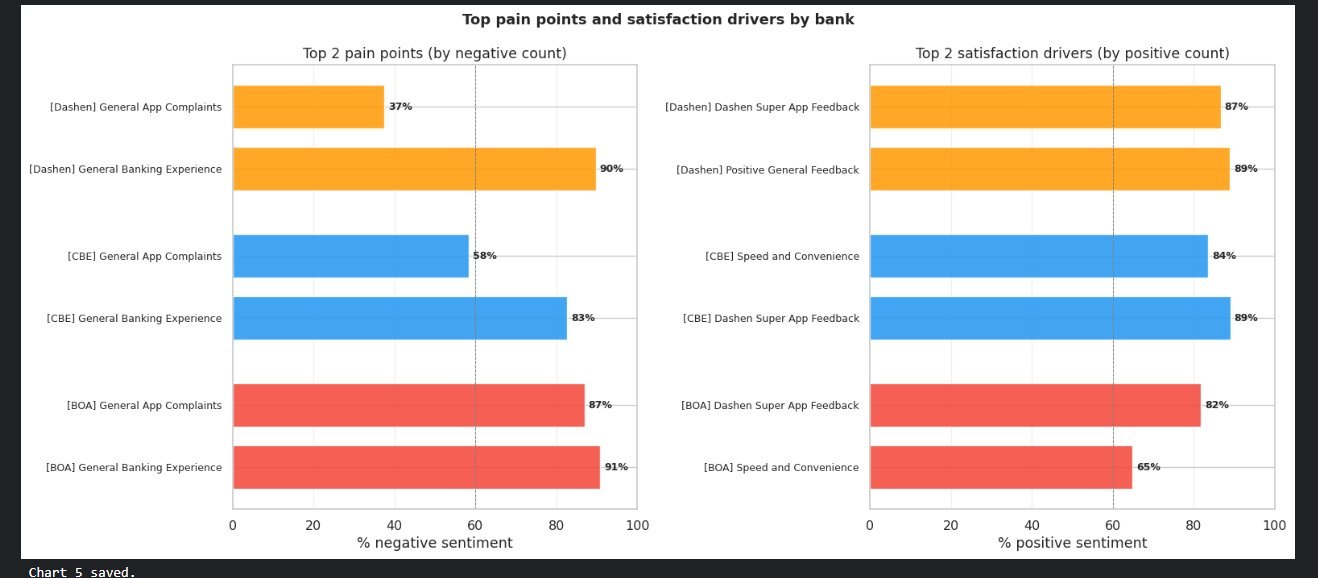 Top pain points and satisfaction drivers by bank
Top 2 pain points (by negative count)
[Dashen] General App Complaints
37%
[Dashen] General Banking Experience
90%
[CBE] General App Complaints
58%
[CBE] General Banking Experience
83%
[BOA] General App Complaints
87%
[BOA] General Banking Experience
91%
0 20 40 60 80 100
% negative sentiment
Top 2 satisfaction drivers (by positive count)
[Dashen] Dashen Super App Feedback
87%
[Dashen] Positive General Feedback
89%
[CBE] Speed and Convenience
84%
[CBE] Dashen Super App Feedback
89%
[BOA] Dashen Super App Feedback
82%
[BOA] Speed and Convenience
65%
0 20 40 60 80 100
% positive sentiment
Chart 5 saved.